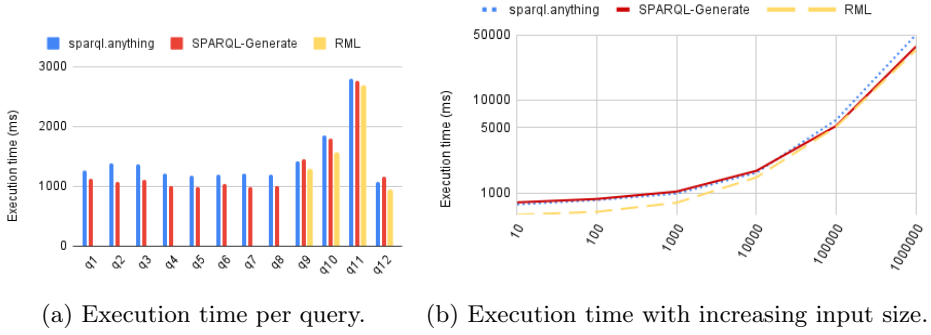 sparql.anything SPARQL-Generate RML
Execution time (ms)
3000
2000
1000
0
q1 q2 q3 q4 q5 q6 q7 q8 q9 q10 q11 q12
(a) Execution time per query.
sparql.anything SPARQL-Generate RML
Execution time (ms)
50000
10000
5000
1000
10 100 1000 10000 100000 1000000
(b) Execution time with increasing input size.